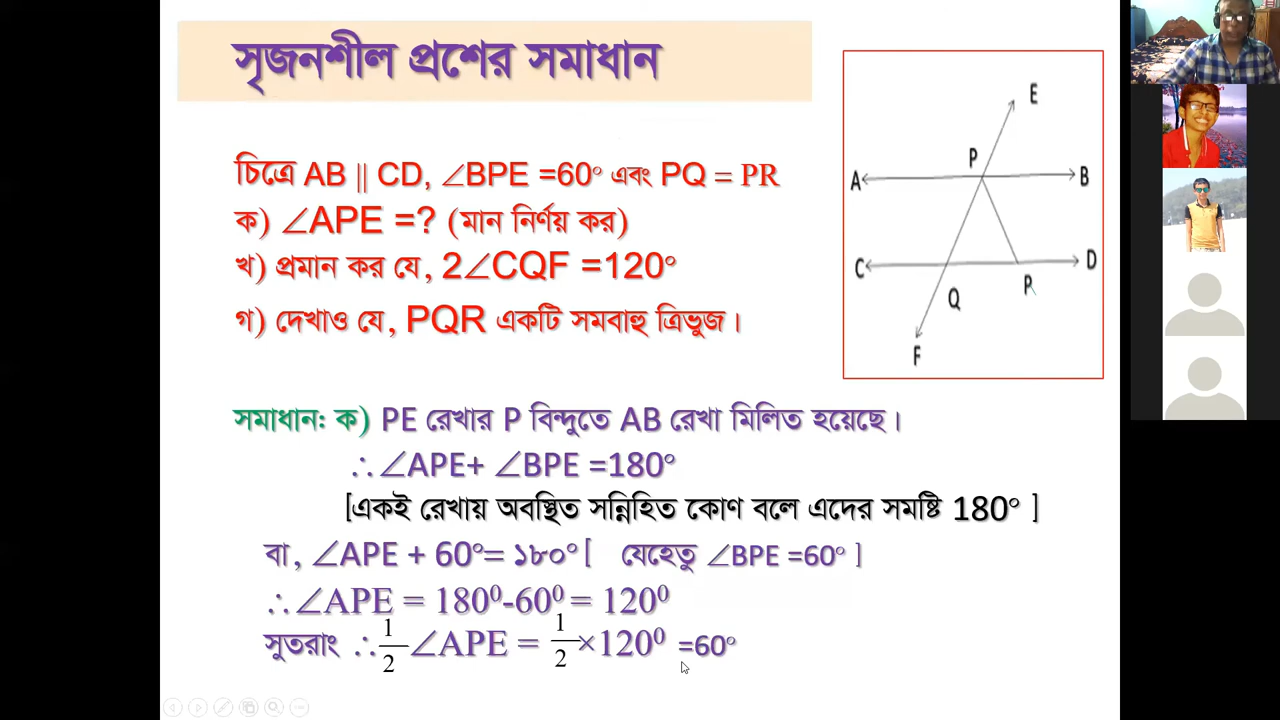 সৃজনশীল প্রশের সমাধান
চিত্রে AB || CD, ∠BPE =60° এবং PQ = PR
ক) ∠APE =? (মান নির্ণয় কর)
খ) প্রমান কর যে, 2∠CQF =120°
গ) দেখাও যে, PQR একটি সমবাহু ত্রিভুজ।
E
P
A
B
C
D
Q
R
F
সমাধান: ক) PE রেখার P বিন্দুতে AB রেখা মিলিত হয়েছে।
∴∠APE+ ∠BPE =180°
[একই রেখায় অবস্থিত সন্নিহিত কোণ বলে এদের সমষ্টি 180° ]
বা, ∠APE + 60°= ১৮০° [ যেহেতু ∠BPE =60° ]
∴∠APE = 180⁰-60⁰ = 120⁰
সুতরাং ∴ 1/2 ∠APE = 1/2 ×120⁰ =60°